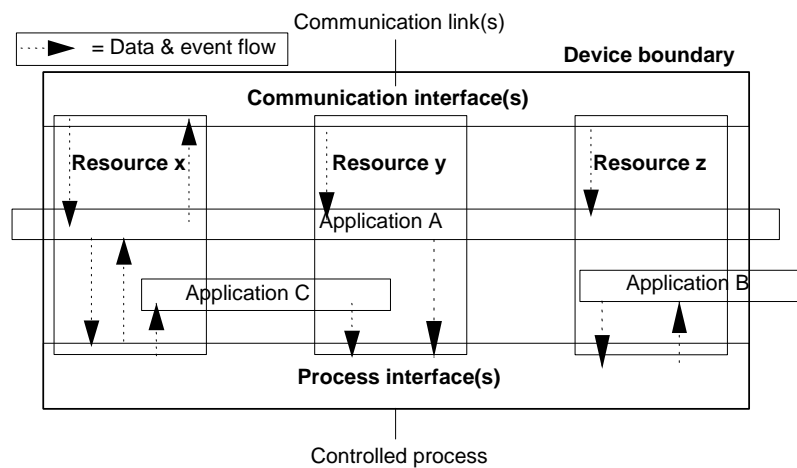 Communication link(s)
= Data & event flow
Device boundary
Communication interface(s)
Resource x
Resource y
Resource z
Application A
Application C
Application B
Process interface(s)
Controlled process